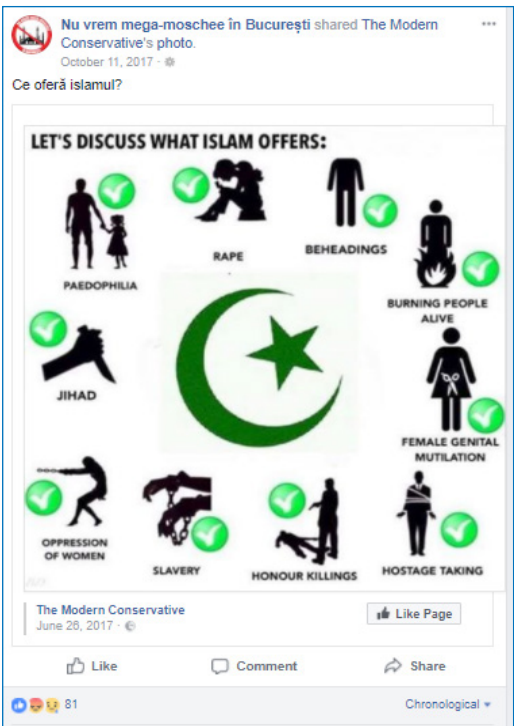 Nu vrem mega-moschee în București shared The Modern
Conservative's photo.
October 11, 2017 ·
Ce oferă islamul?
LET'S DISCUSS WHAT ISLAM OFFERS:
PAEDOPHILIA
RAPE
BEHEADINGS
BURNING PEOPLE
ALIVE
JIHAD
FEMALE GENITAL
MUTILATION
OPPRESSION
OF WOMEN
SLAVERY
HONOUR KILLINGS
HOSTAGE TAKING
The Modern Conservative
June 26, 2017 ·
Like Page
Like Comment Share
81 Chronological